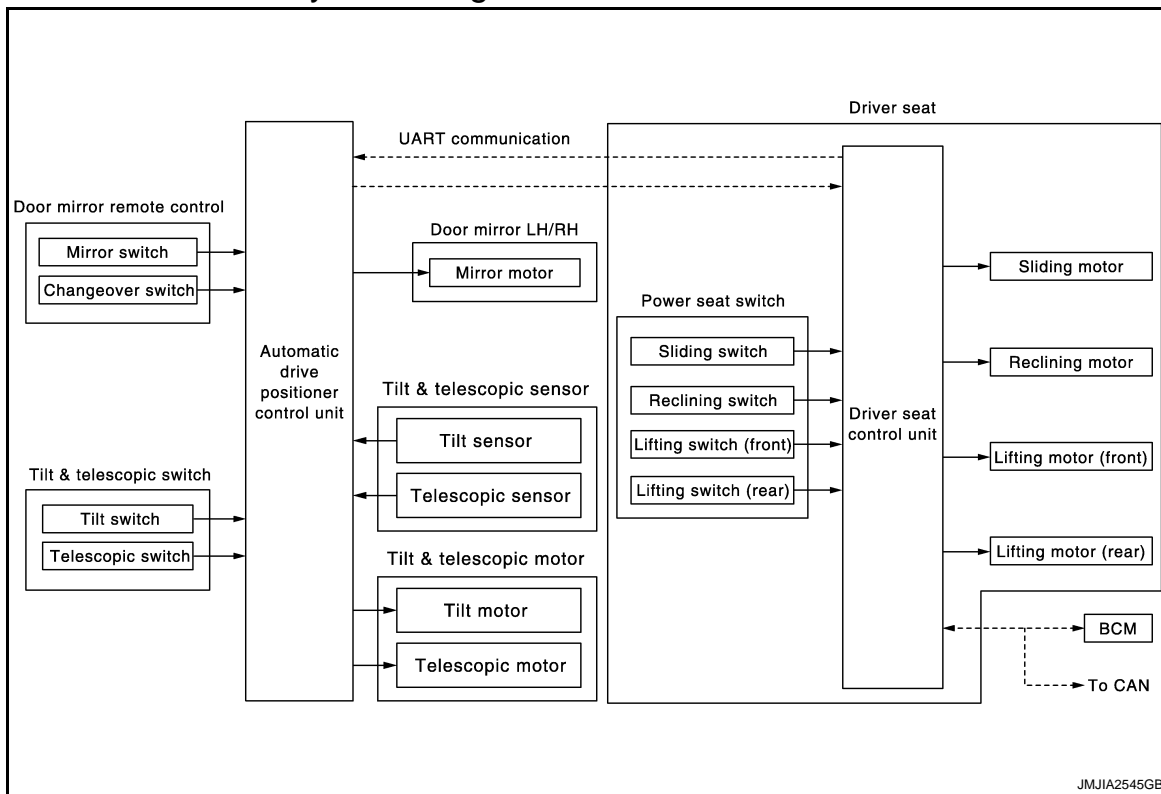 Driver seat
UART communication
Door mirror remote control
Mirror switch
Changeover switch
Door mirror LH/RH
Mirror motor
Automatic
drive
positioner
control unit
Tilt & telescopic switch
Tilt switch
Telescopic switch
Tilt & telescopic sensor
Tilt sensor
Telescopic sensor
Tilt & telescopic motor
Tilt motor
Telescopic motor
Power seat switch
Sliding switch
Reclining switch
Lifting switch (front)
Lifting switch (rear)
Driver seat
control unit
Sliding motor
Reclining motor
Lifting motor (front)
Lifting motor (rear)
BCM
To CAN
JMJIA2545GB